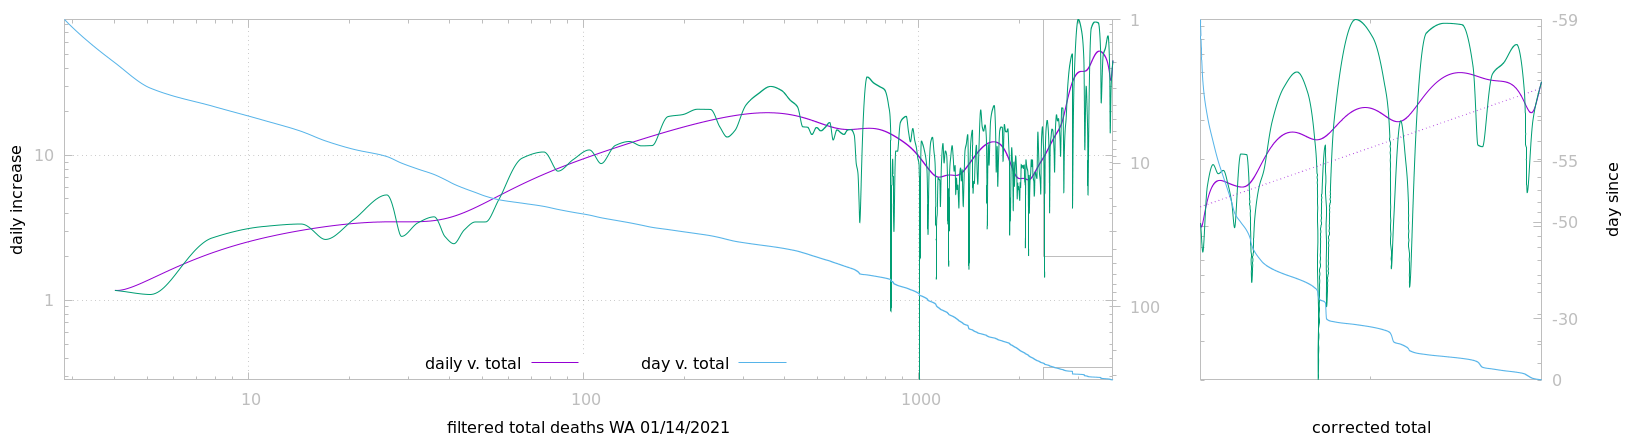 daily increase
10
1
daily v. total
day v. total
10
100
1000
filtered total deaths WA 01/14/2021
1
10
100
-59
-55
-50
-30
0
day since
corrected total